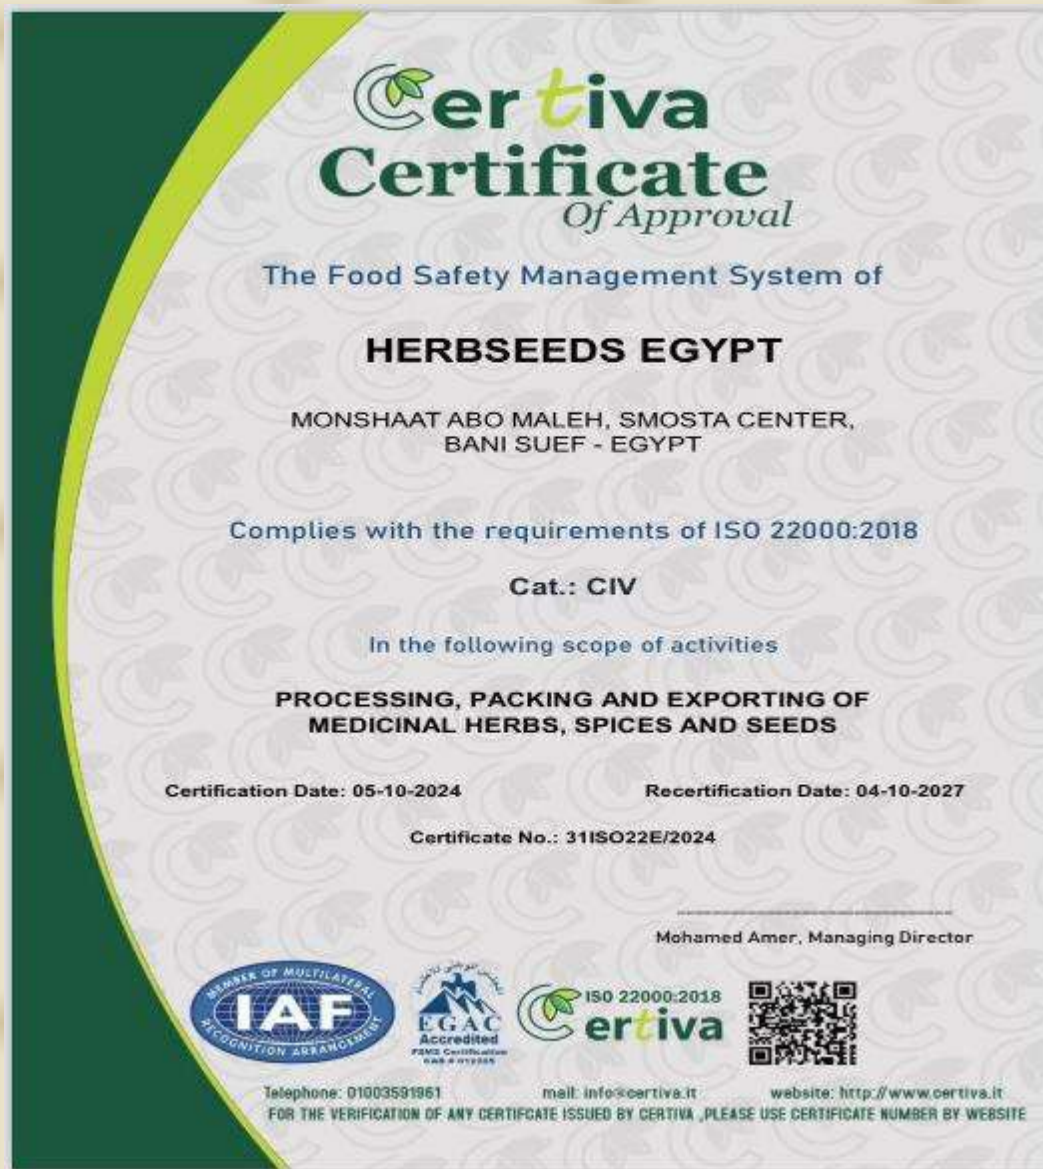 Certiva
Certificate
Of Approval
The Food Safety Management System of
HERBSEEDS EGYPT
MONSHAAT ABO MALEH, SMOSTA CENTER,
BANI SUEF - EGYPT
Complies with the requirements of ISO 22000:2018
Cat.: CIV
In the following scope of activities
PROCESSING, PACKING AND EXPORTING OF
MEDICINAL HERBS, SPICES AND SEEDS
Certification Date: 05-10-2024 Recertification Date: 04-10-2027
Certificate No.: 31ISO22E/2024
Mohamed Amer, Managing Director
MEMBER OF MULTILATERAL
IAF
RECOGNITION ARRANGEMENT
EGAC
Accredited
FSMS Certification
ISO 22000:2018
Certiva
Telephone: 01003591961 mail: info@certiva.it website: http://www.certiva.it
FOR THE VERIFICATION OF ANY CERTIFCATE ISSUED BY CERTIVA ,PLEASE USE CERTIFICATE NUMBER BY WEBSITE